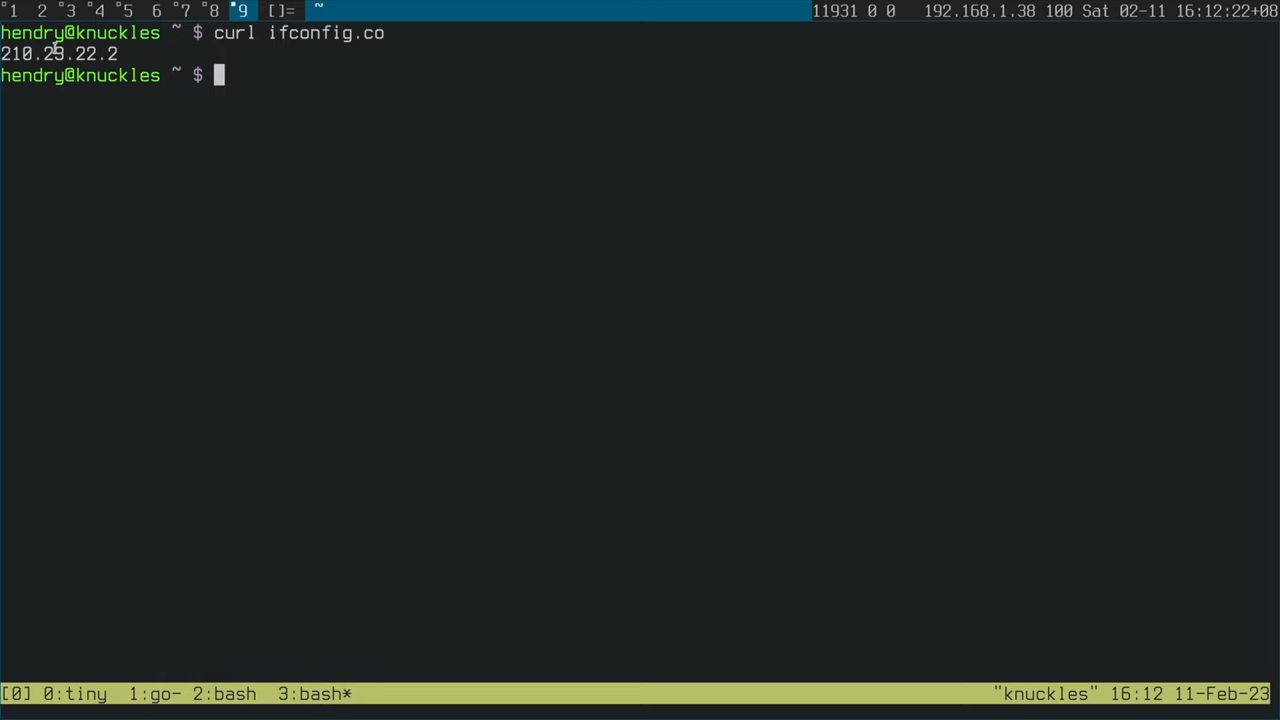 1 2 3 4 5 6 7 8 9 []= ~ 11931 0 0 192.168.1.38 100 Sat 02-11 16:12:22+08
hendry@knuckles ~ $ curl ifconfig.co
210.23.22.2
hendry@knuckles ~ $
[0] 0:tiny 1:go- 2:bash 3:bash* "knuckles" 16:12 11-Feb-23